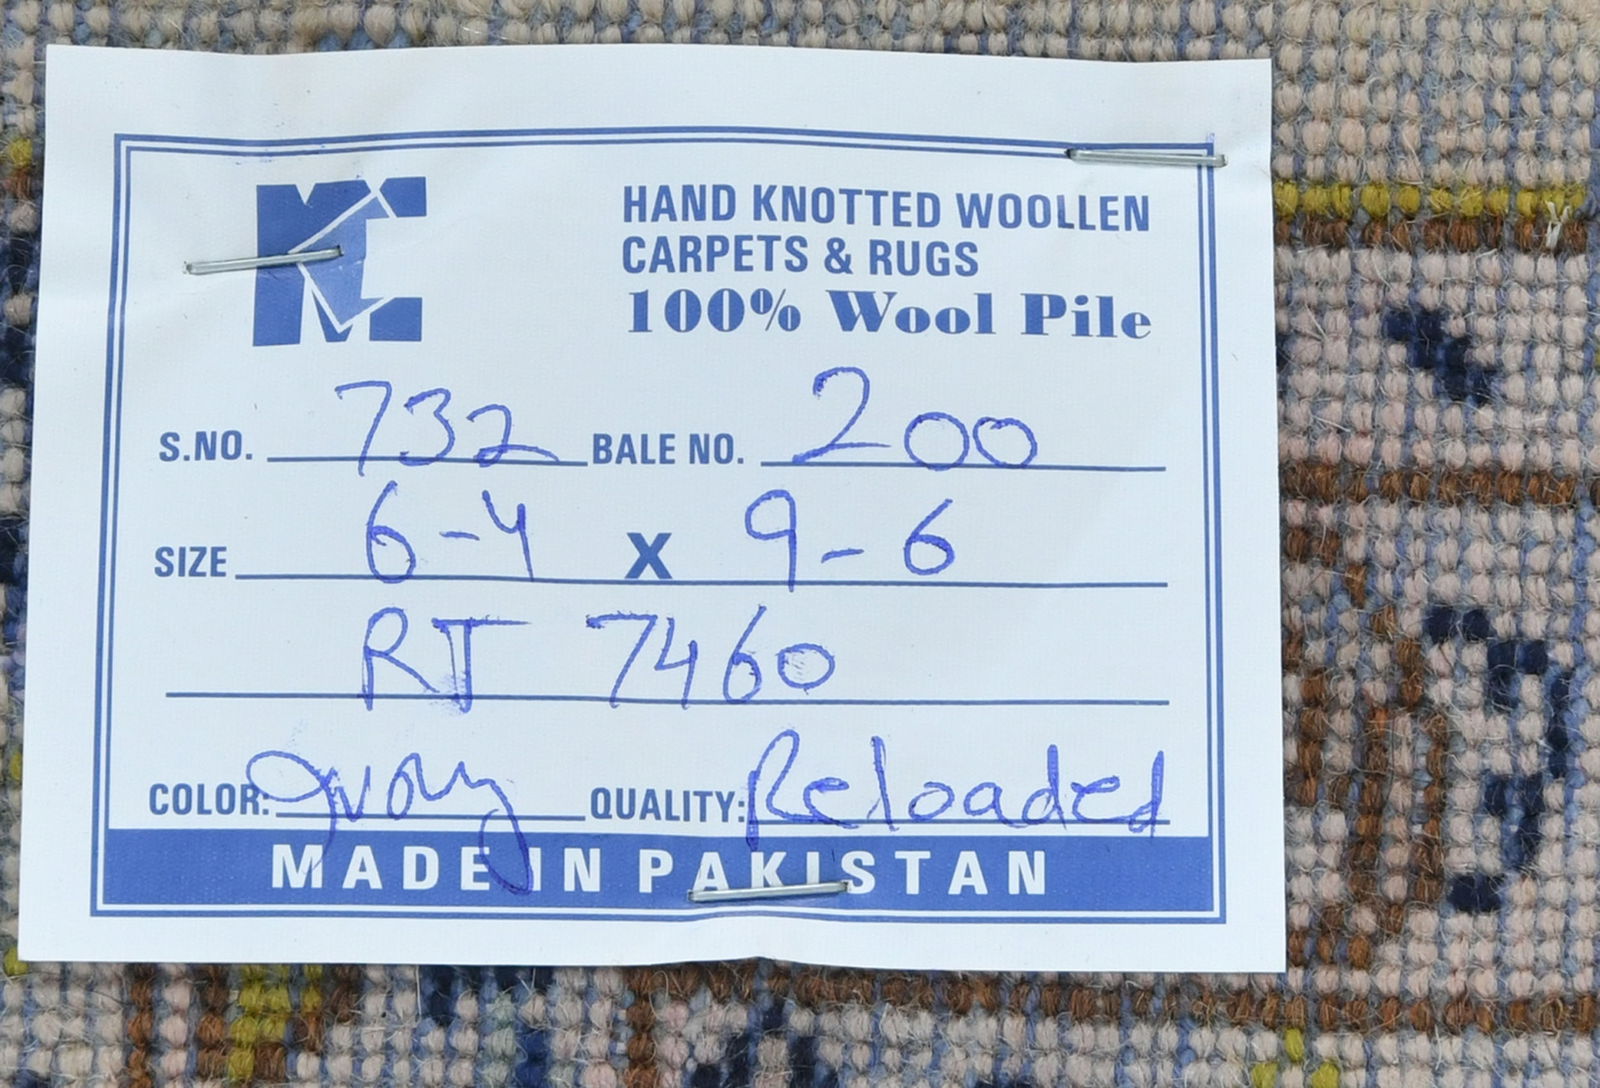 MC
HAND KNOTTED WOOLLEN
CARPETS & RUGS
100% Wool Pile
S.NO. 732 BALE NO. 200
SIZE 6-4 X 9-6
RJ 7460
COLOR: Ivory QUALITY: Reloaded
MADE IN PAKISTAN